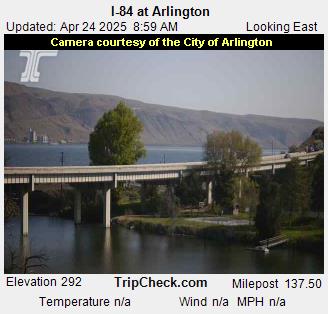 I-84 at Arlington
Updated: Apr 24 2025 8:59 AM Looking East
Camera courtesy of the City of Arlington
Elevation 292 TripCheck.com Milepost 137.50
Temperature n/a Wind n/a MPH n/a